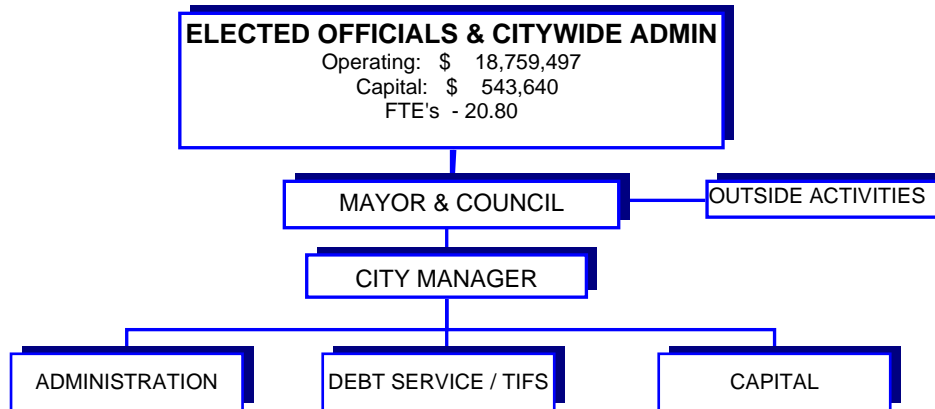 ELECTED OFFICIALS & CITYWIDE ADMIN
Operating: $ 18,759,497
Capital: $ 543,640
FTE's - 20.80
MAYOR & COUNCIL
OUTSIDE ACTIVITIES
CITY MANAGER
ADMINISTRATION
DEBT SERVICE / TIFS
CAPITAL